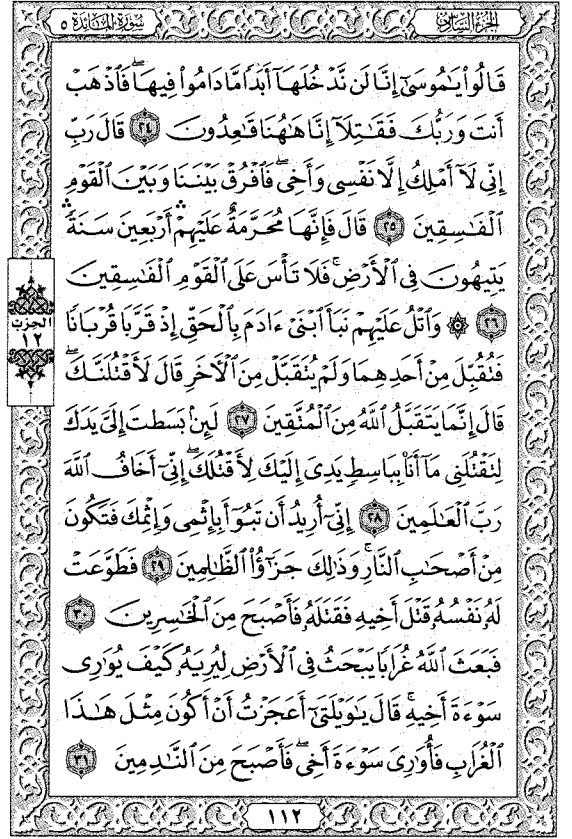 الجزء السادس
سورة المائدة ٥
قَالُوا۟ يَٰمُوسَىٰٓ إِنَّا لَن نَّدْخُلَهَآ أَبَدًا مَّا دَامُوا۟ فِيهَا ۖ فَٱذْهَبْ
أَنتَ وَرَبُّكَ فَقَٰتِلَآ إِنَّا هَٰهُنَا قَٰعِدُونَ ٢٤ قَالَ رَبِّ
إِنِّى لَآ أَمْلِكُ إِلَّا نَفْسِى وَأَخِى ۖ فَٱفْرُقْ بَيْنَنَا وَبَيْنَ ٱلْقَوْمِ
ٱلْفَٰسِقِينَ ٢٥ قَالَ فَإِنَّهَا مُحَرَّمَةٌ ۛ عَلَيْهِمْ ۛ أَرْبَعِينَ سَنَةً ۛ
يَتِيهُونَ فِى ٱلْأَرْضِ ۚ فَلَا تَأْسَ عَلَى ٱلْقَوْمِ ٱلْفَٰسِقِينَ
٢٦ ۞ وَٱتْلُ عَلَيْهِمْ نَبَأَ ٱبْنَىْ ءَادَمَ بِٱلْحَقِّ إِذْ قَرَّبَا قُرْبَانًا
فَتُقُبِّلَ مِنْ أَحَدِهِمَا وَلَمْ يُتَقَبَّلْ مِنَ ٱلْءَاخَرِ قَالَ لَأَقْتُلَنَّكَ ۖ
قَالَ إِنَّمَا يَتَقَبَّلُ ٱللَّهُ مِنَ ٱلْمُتَّقِينَ ٢٧ لَئِنۢ بَسَطتَ إِلَىَّ يَدَكَ
لِتَقْتُلَنِى مَآ أَنَا۠ بِبَاسِطٍ يَدِىَ إِلَيْكَ لِأَقْتُلَكَ ۖ إِنِّىٓ أَخَافُ ٱللَّهَ
رَبَّ ٱلْعَٰلَمِينَ ٢٨ إِنِّىٓ أُرِيدُ أَن تَبُوٓأَ بِإِثْمِى وَإِثْمِكَ فَتَكُونَ
مِنْ أَصْحَٰبِ ٱلنَّارِ ۚ وَذَٰلِكَ جَزَٰٓؤُا۟ ٱلظَّٰلِمِينَ ٢٩ فَطَوَّعَتْ
لَهُۥ نَفْسُهُۥ قَتْلَ أَخِيهِ فَقَتَلَهُۥ فَأَصْبَحَ مِنَ ٱلْخَٰسِرِينَ ٣٠
فَبَعَثَ ٱللَّهُ غُرَابًا يَبْحَثُ فِى ٱلْأَرْضِ لِيُرِيَهُۥ كَيْفَ يُوَٰرِى
سَوْءَةَ أَخِيهِ ۚ قَالَ يَٰوَيْلَتَىٰٓ أَعَجَزْتُ أَنْ أَكُونَ مِثْلَ هَٰذَا
ٱلْغُرَابِ فَأُوَٰرِىَ سَوْءَةَ أَخِى ۖ فَأَصْبَحَ مِنَ ٱلنَّٰدِمِينَ ٣١
الحزب
١٢
١١٢